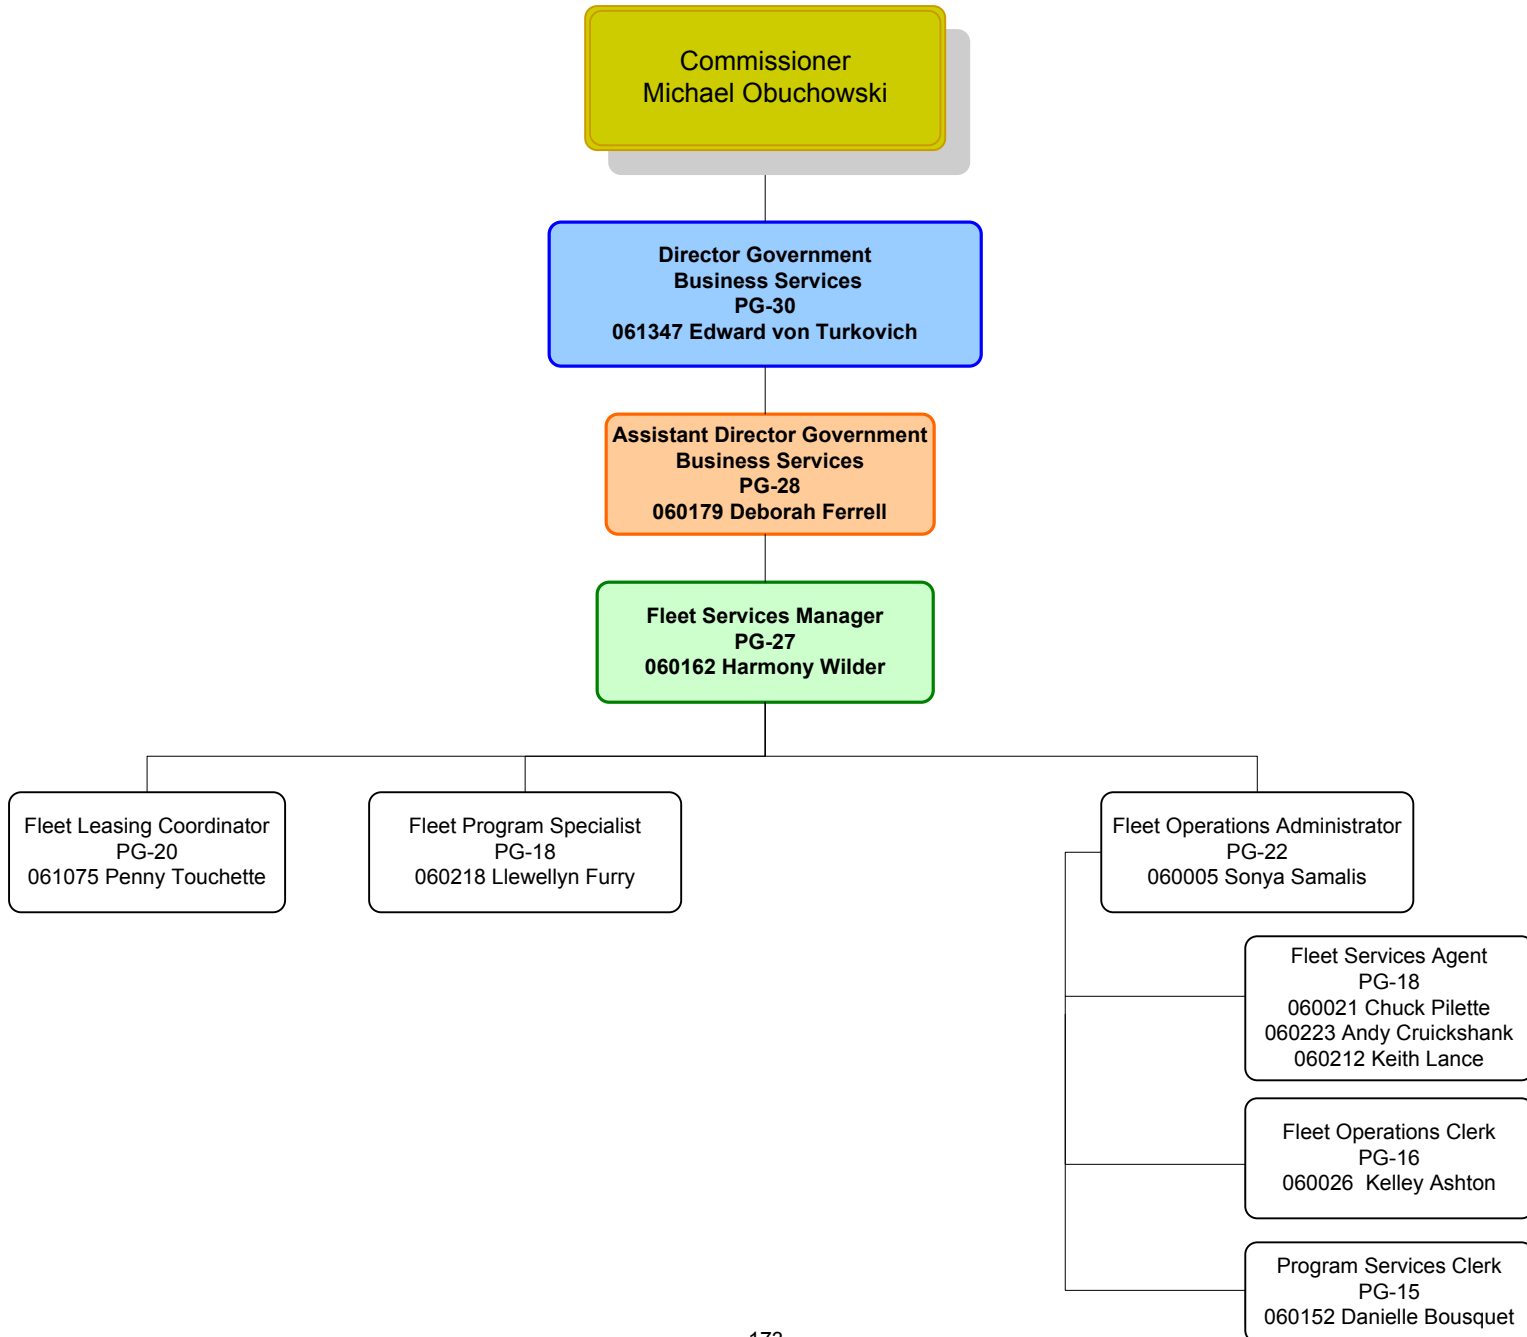 Commissioner
Michael Obuchowski
Director Government
Business Services
PG-30
061347 Edward von Turkovich
Assistant Director Government
Business Services
PG-28
060179 Deborah Ferrell
Fleet Services Manager
PG-27
060162 Harmony Wilder
Fleet Leasing Coordinator
PG-20
061075 Penny Touchette
Fleet Program Specialist
PG-18
060218 Llewellyn Furry
Fleet Operations Administrator
PG-22
060005 Sonya Samalis
Fleet Services Agent
PG-18
060021 Chuck Pilette
060223 Andy Cruickshank
060212 Keith Lance
Fleet Operations Clerk
PG-16
060026  Kelley Ashton
Program Services Clerk
PG-15
060152 Danielle Bousquet